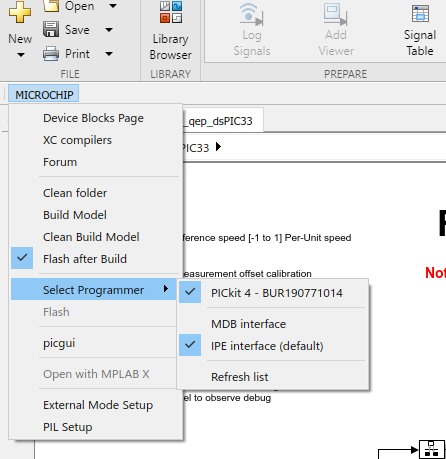 Open
New
Save
Print
FILE
Library
Browser
LIBRARY
Log
Signals
Add
Viewer
Signal
Table
PREPARE
MICROCHIP
Device Blocks Page
XC compilers
Forum
Clean folder
Build Model
Clean Build Model
Flash after Build
Select Programmer
Flash
picgui
Open with MPLAB X
External Mode Setup
PIL Setup
_qep_dsPIC33
PIC33
ference speed [-1 to 1] Per-Unit speed
easurement offset calibration
PICkit 4 - BUR190771014
MDB interface
IPE interface (default)
Refresh list
el to observe debug
Not